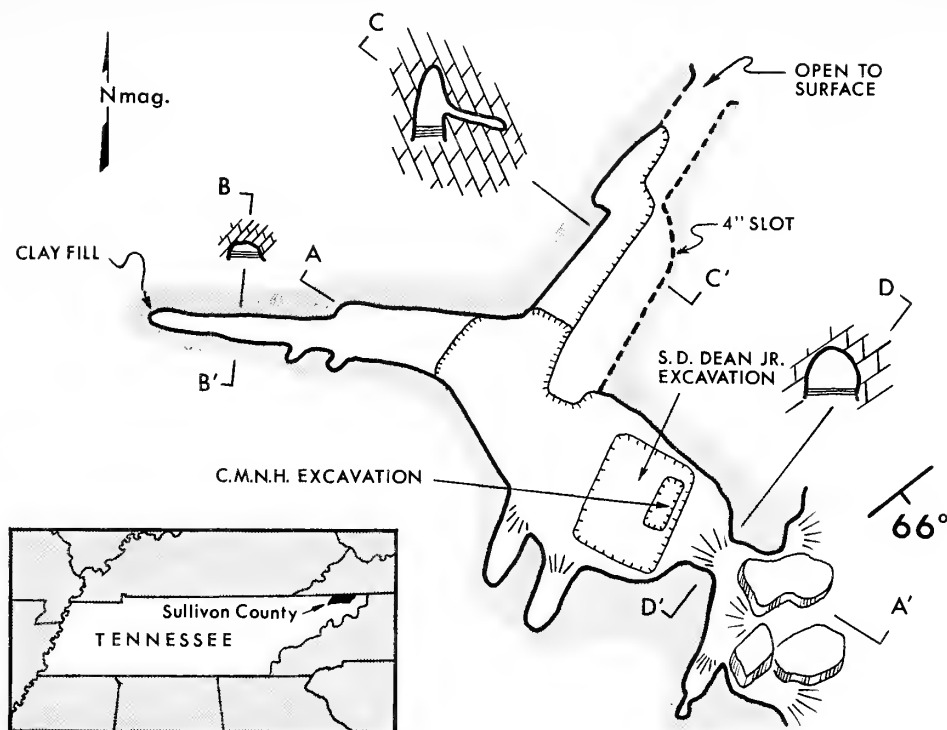 C
OPEN TO
SURFACE
N mag.
B
4" SLOT
CLAY FILL
A
C'
D
S. D. DEAN JR.
EXCAVATION
B'
C.M.N.H. EXCAVATION
66°
Sullivon County
TENNESSEE
D'
A'